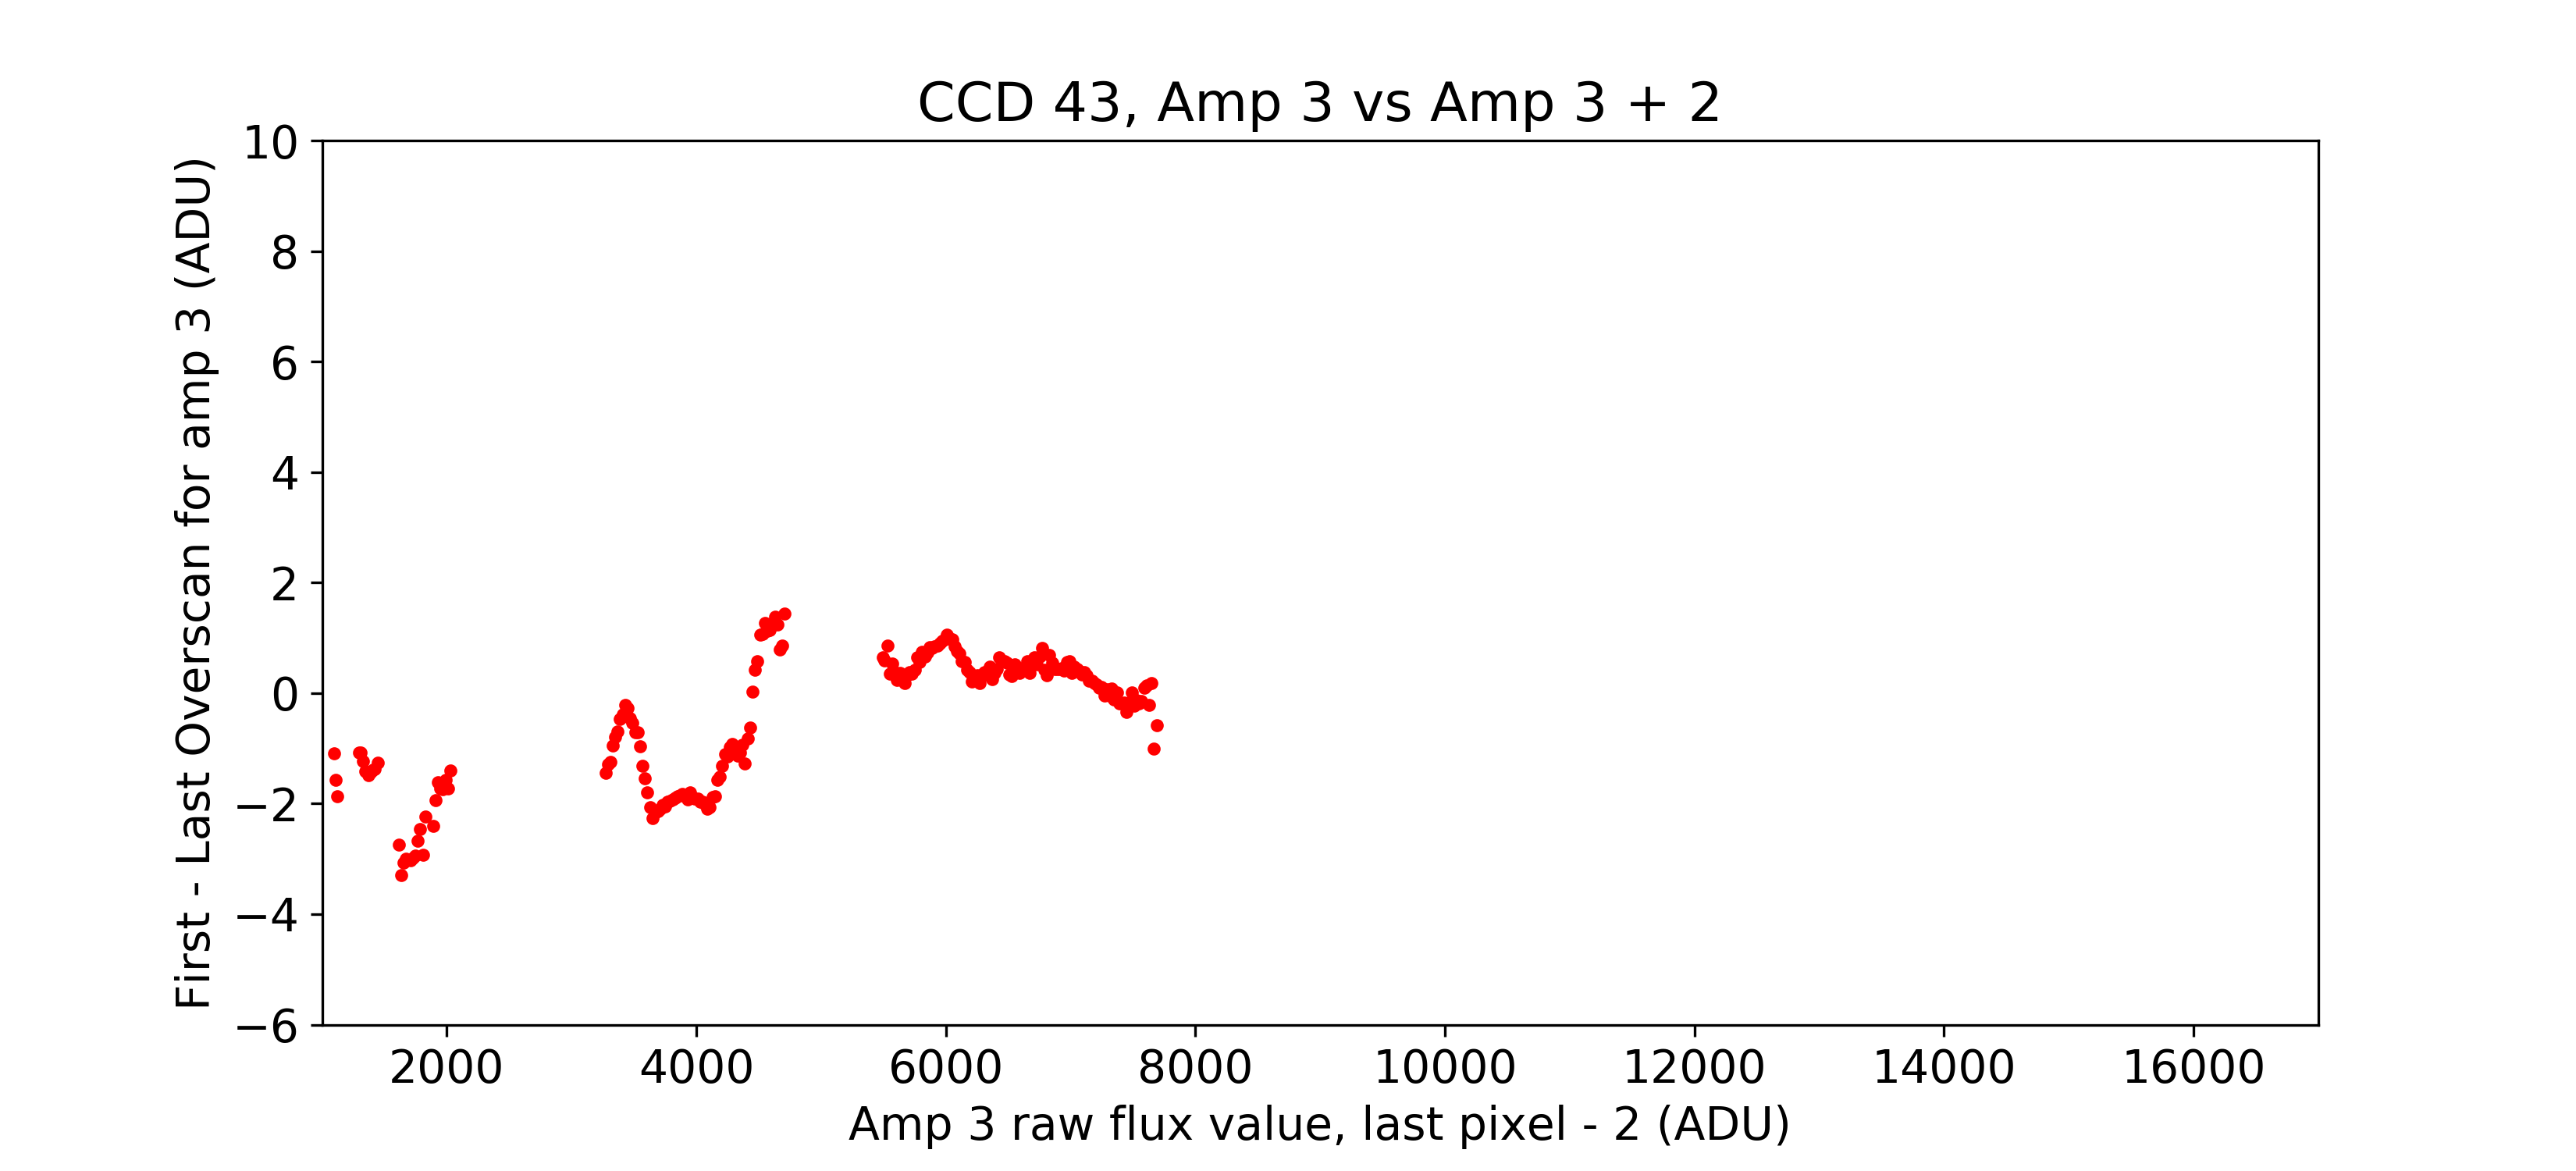 CCD 43, Amp 3 vs Amp 3 + 2
First - Last Overscan for amp 3 (ADU)
10
8
6
4
2
0
−2
−4
−6
2000 4000 6000 8000 10000 12000 14000 16000
Amp 3 raw flux value, last pixel - 2 (ADU)